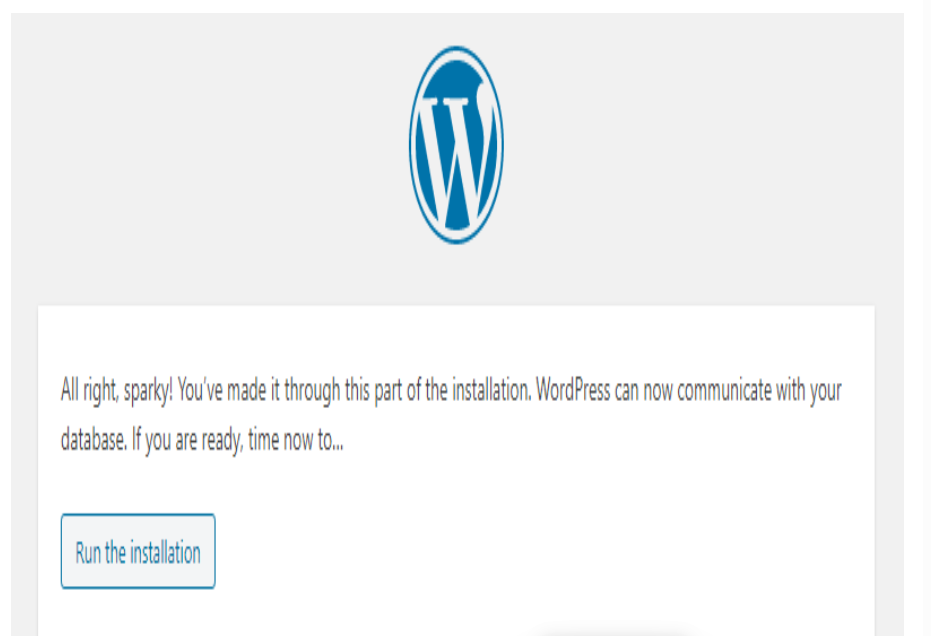 All right, sparky! You’ve made it through this part of the installation. WordPress can now communicate with your
database. If you are ready, time now to…
Run the installation